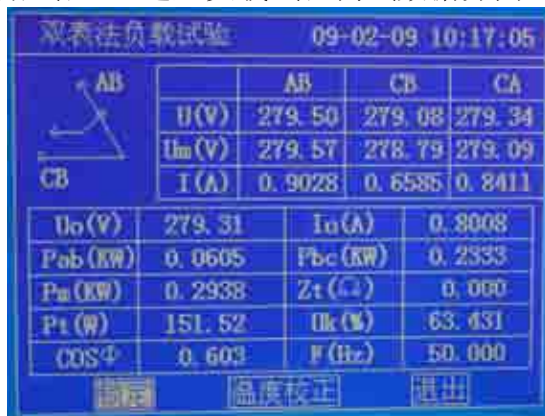 双表法负载试验 09-02-09 10:17:05
AB
CB
AB CB CA
U(V) 279.50 279.08 279.34
Um(V) 279.57 278.79 279.09
I(A) 0.9028 0.6585 0.8411
Uo(V) 279.31 Io(A) 0.8008
Pab(KW) 0.0605 Pbc(KW) 0.2333
Pm(KW) 0.2938 Zt(Ω) 0.000
Pt(W) 151.52 Uk(%) 63.431
COSΦ 0.603 F(Hz) 50.000
锁定 温度校正 退出